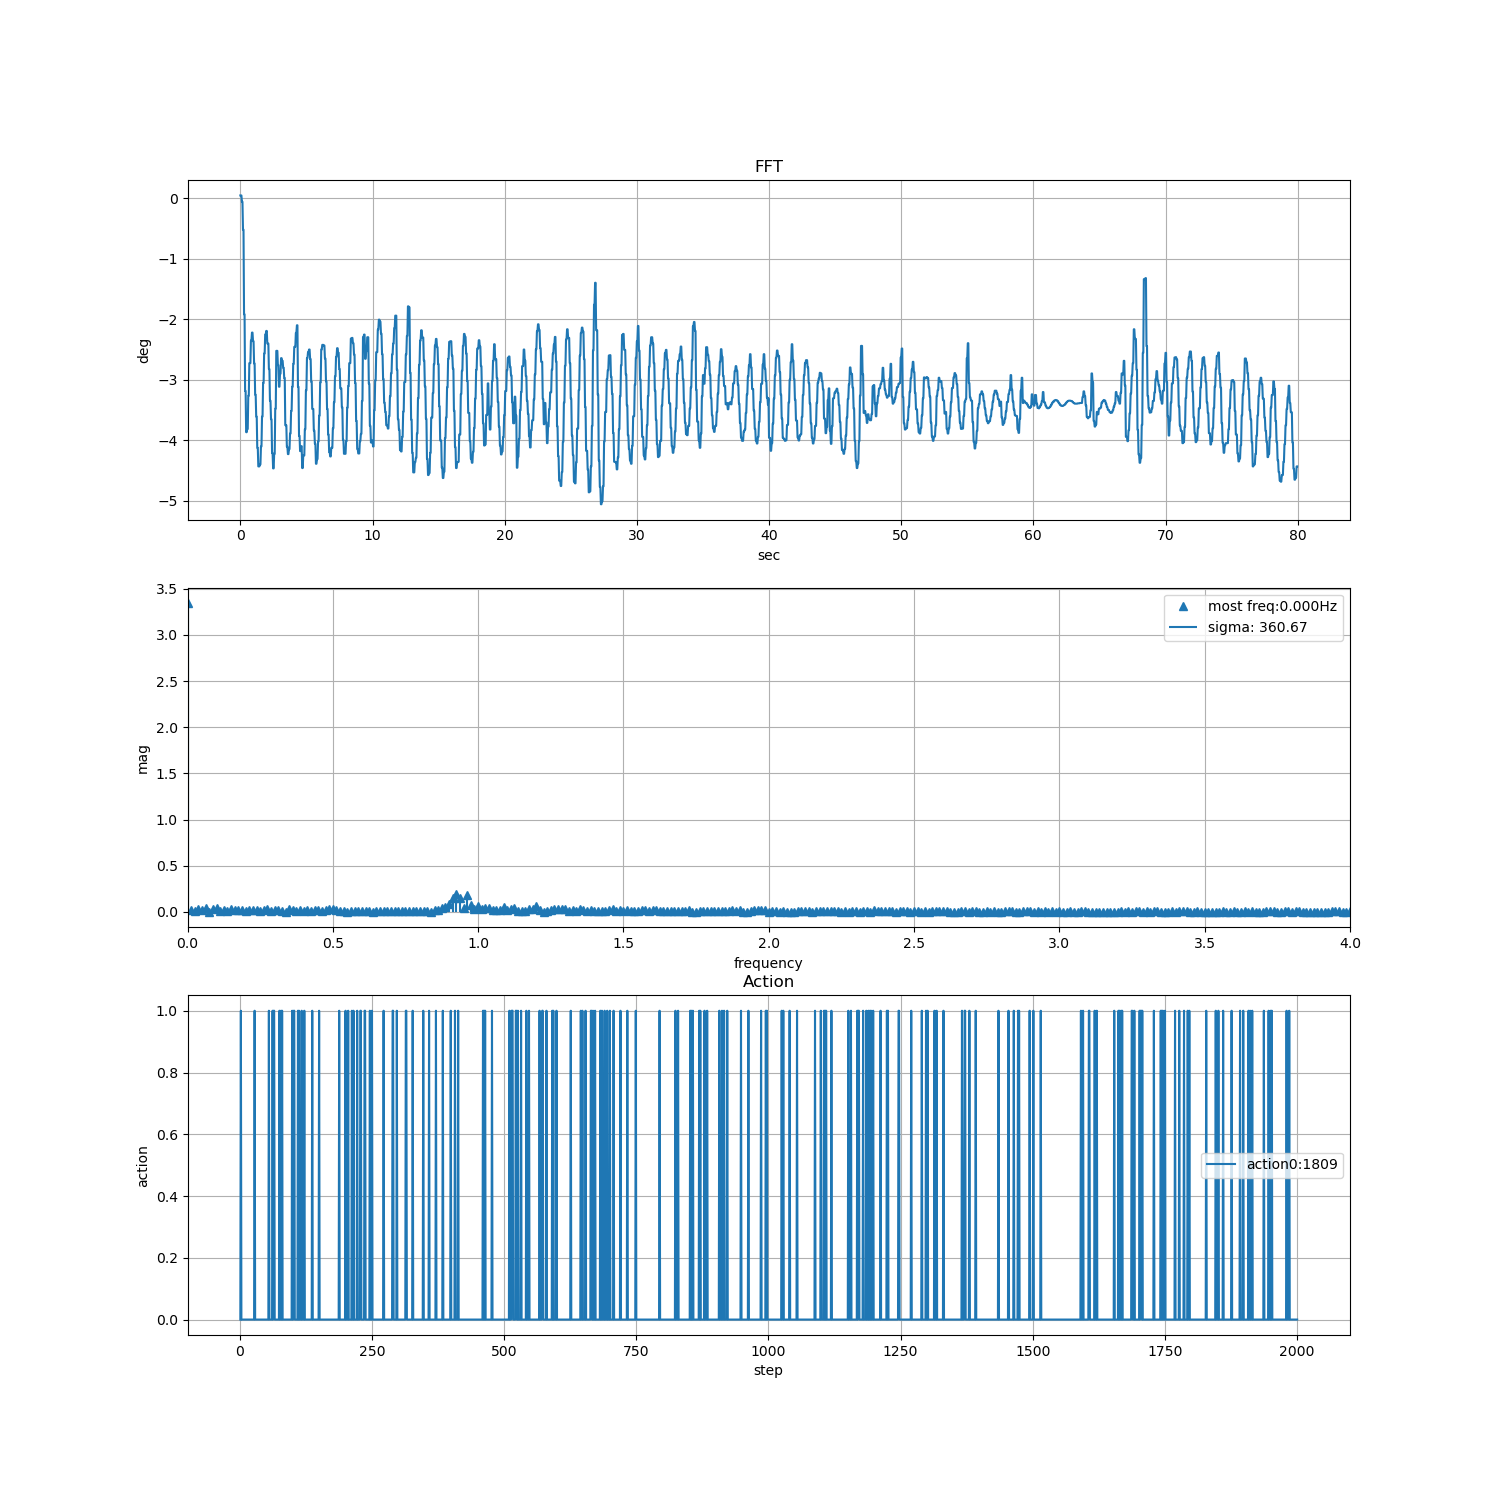 FFT
0
−1
−2
−3
−4
−5
deg
0 10 20 30 40 50 60 70 80
sec
3.5
3.0
2.5
2.0
1.5
1.0
0.5
0.0
mag
most freq:0.000Hz
sigma: 360.67
0.0 0.5 1.0 1.5 2.0 2.5 3.0 3.5 4.0
frequency
Action
1.0
0.8
0.6
0.4
0.2
0.0
action
action0:1809
0 250 500 750 1000 1250 1500 1750 2000
step